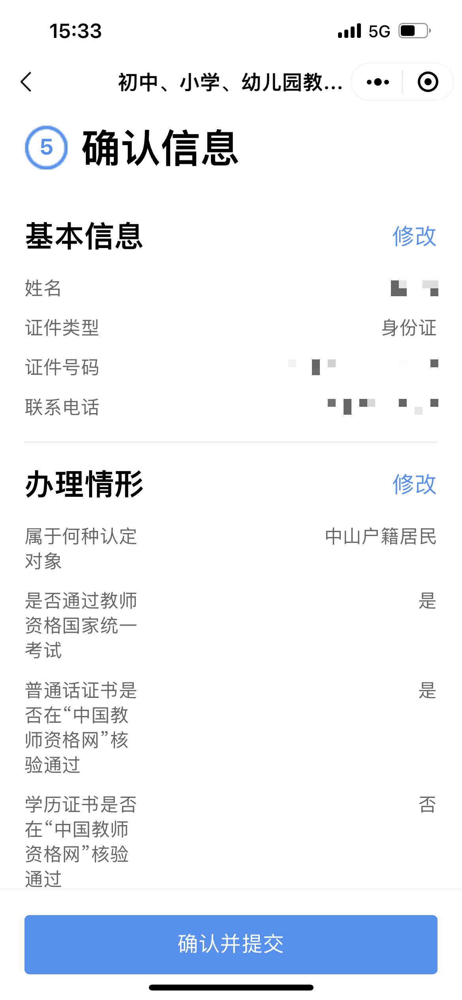 15:33
5G
初中、小学、幼儿园教...
5 确认信息
基本信息 修改
姓名
证件类型 身份证
证件号码
联系电话
办理情形 修改
属于何种认定 中山户籍居民
对象
是否通过教师 是
资格国家统一
考试
普通话证书是 是
否在“中国教
师资格网”核
验通过
学历证书是否 否
在“中国教师
资格网”核验
通过
确认并提交